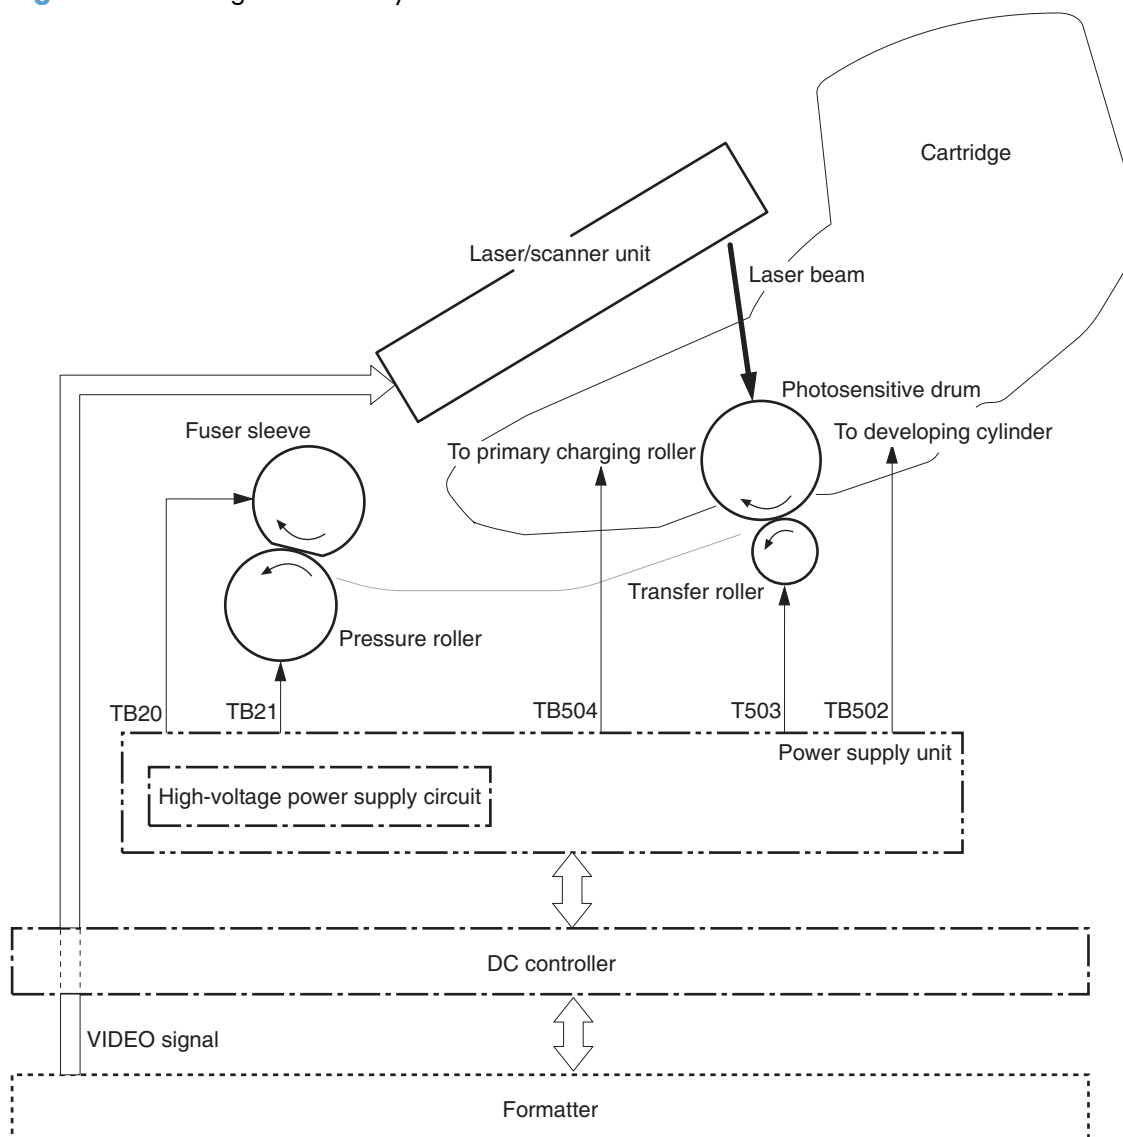 Cartridge
Laser/scanner unit
Laser beam
Photosensitive drum
Fuser sleeve
To developing cylinder
To primary charging roller
Transfer roller
Pressure roller
TB20
TB21
TB504
T503
TB502
Power supply unit
High-voltage power supply circuit
DC controller
VIDEO signal
Formatter